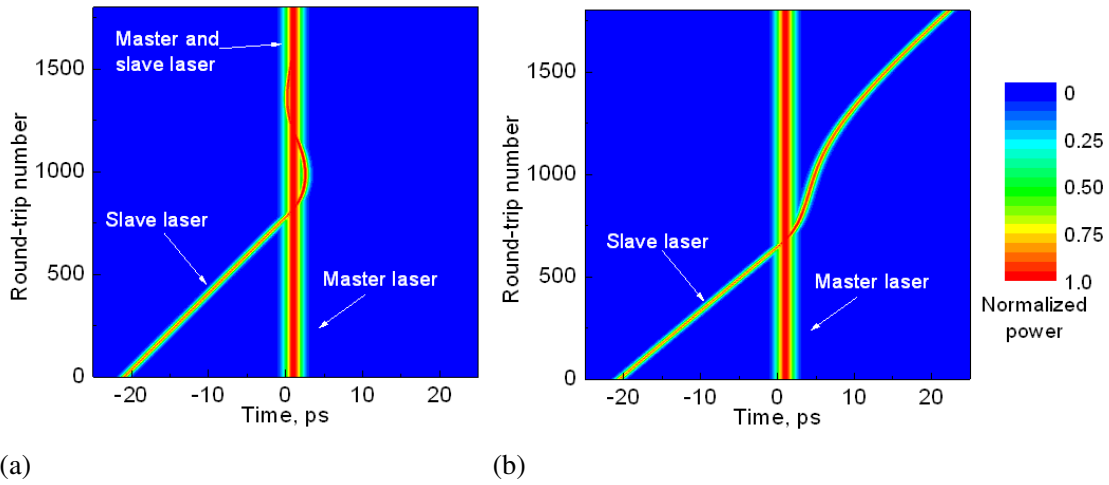 Master and
slave laser
Slave laser
Master laser
1500
1000
500
0
Round-trip number
-20 -10 0 10 20
Time, ps
(a)
Slave laser
Master laser
1500
1000
500
0
Round-trip number
-20 -10 0 10 20
Time, ps
(b)
0
0.25
0.50
0.75
1.0
Normalized
power